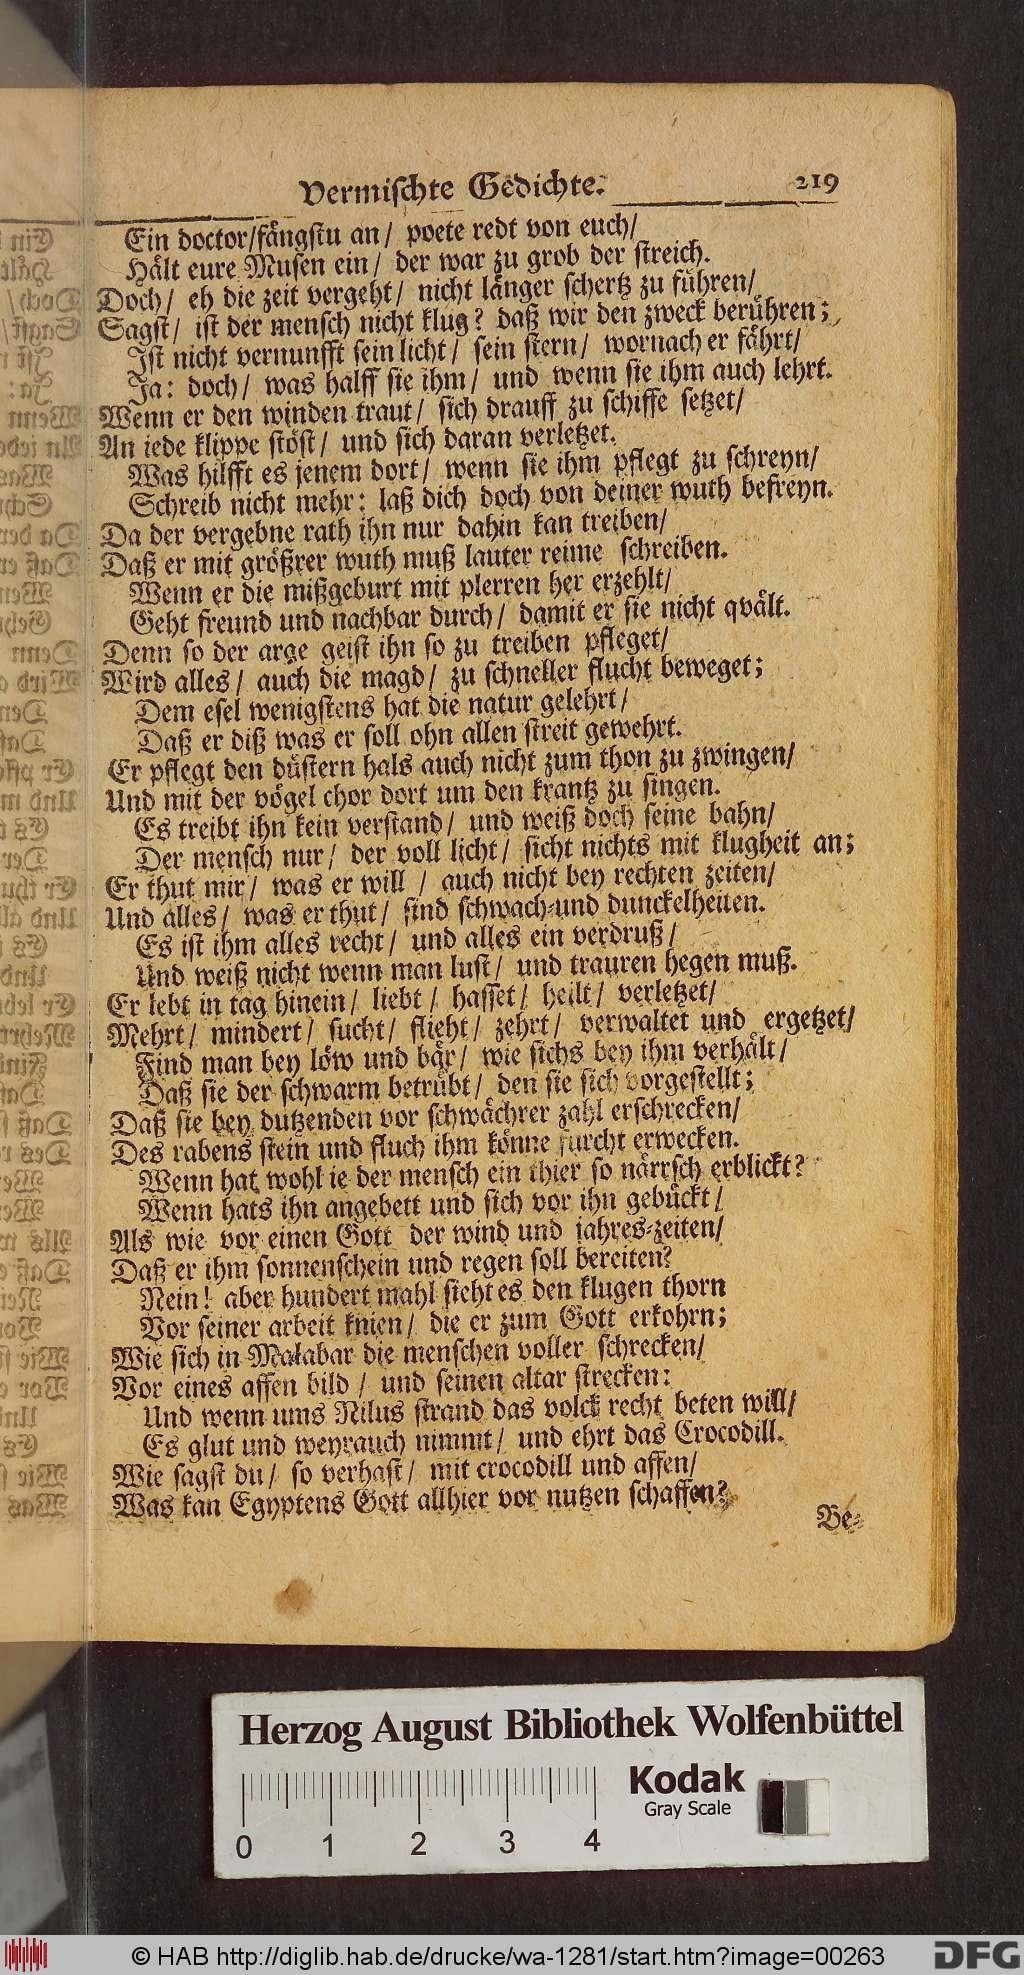 Vermischte Gedichte. 219
Ein doctor/fängstu an/ poete redt von euch/
Hält eure Musen ein/ der war zu grob der streich.
Doch/ eh die zeit vergeht/ nicht länger schertz zu führen/
Sagst/ ist der mensch nicht klug? daß wir den zweck berühren;
Ist nicht vernunfft sein licht/ sein stern/ wornach er fährt/
Ja: doch/ was halff sie ihm/ und wenn sie ihm auch lehrt.
Wenn er den winden traut/ sich drauff zu schiffe setzet/
An iede klippe stöst/ und sich daran verletzet.
Was hilfft es jenem dort/ wenn sie ihm pflegt zu schreyn/
Schreib nicht mehr: laß dich doch von deiner wuth befreyn.
Da der vergebne rath ihn nur dahin kan treiben/
Daß er mit größrer wuth muß lauter reime schreiben.
Wenn er die mißgeburt mit plerren her erzehlt/
Geht freund und nachbar durch/ damit er sie nicht qvält.
Denn so der arge geist ihn so zu treiben pfleget/
Wird alles/ auch die magd/ zu schneller flucht beweget;
Dem esel wenigstens hat die natur gelehrt/
Daß er diß was er soll ohn allen streit gewehrt.
Er pflegt den düstern hals auch nicht zum thon zu zwingen/
Und mit der vögel chor dort um den krantz zu singen.
Es treibt ihn kein verstand/ und weiß doch seine bahn/
Der mensch nur/ der voll licht/ sicht nichts mit klugheit an;
Er thut mir/ was er will/ auch nicht bey rechten zeiten/
Und alles/ was er thut/ sind schwach-und dunckelheiten.
Es ist ihm alles recht/ und alles ein verdruß/
Und weiß nicht wenn man lust/ und trauren hegen muß.
Er lebt in tag hinein/ liebt/ hasset/ heilt/ verletzet/
Mehrt/ mindert/ sucht/ flieht/ zehrt/ verwaltet und ergetzet/
Find man bey löw und bär/ wie sichs bey ihm verhält/
Daß sie der schwarm betrübt/ den sie sich vorgestellt;
Daß sie bey dutzenden vor schwächrer zahl erschrecken/
Des rabens stein und fluch ihm könne furcht erwecken.
Wenn hat wohl ie der mensch ein thier so närrsch erblickt?
Wenn hats ihn angebett und sich vor ihn gebückt/
Als wie vor einen Gott der wind und jahres-zeiten/
Daß er ihm sonnenschein und regen soll bereiten?
Nein! aber hundert mahl sicht es den klugen thorn
Vor seiner arbeit knien/ die er zum Gott erkohrn;
Wie sich in Malabar die menschen voller schrecken/
Vor eines affen bild/ und seinen altar strecken:
Und wenn ums Nilus strand das volck recht beten will/
Es glut und weyrauch nimmt/ und ehrt das Crocodill.
Wie sagst du/ so verhast/ mit crocodill und affen/
Was kan Egyptens Gott allhier vor nutzen schaffen?
Be-
Herzog August Bibliothek Wolfenbüttel
Kodak
Gray Scale
0 1 2 3 4
© HAB http://diglib.hab.de/drucke/wa-1281/start.htm?image=00263
DFG